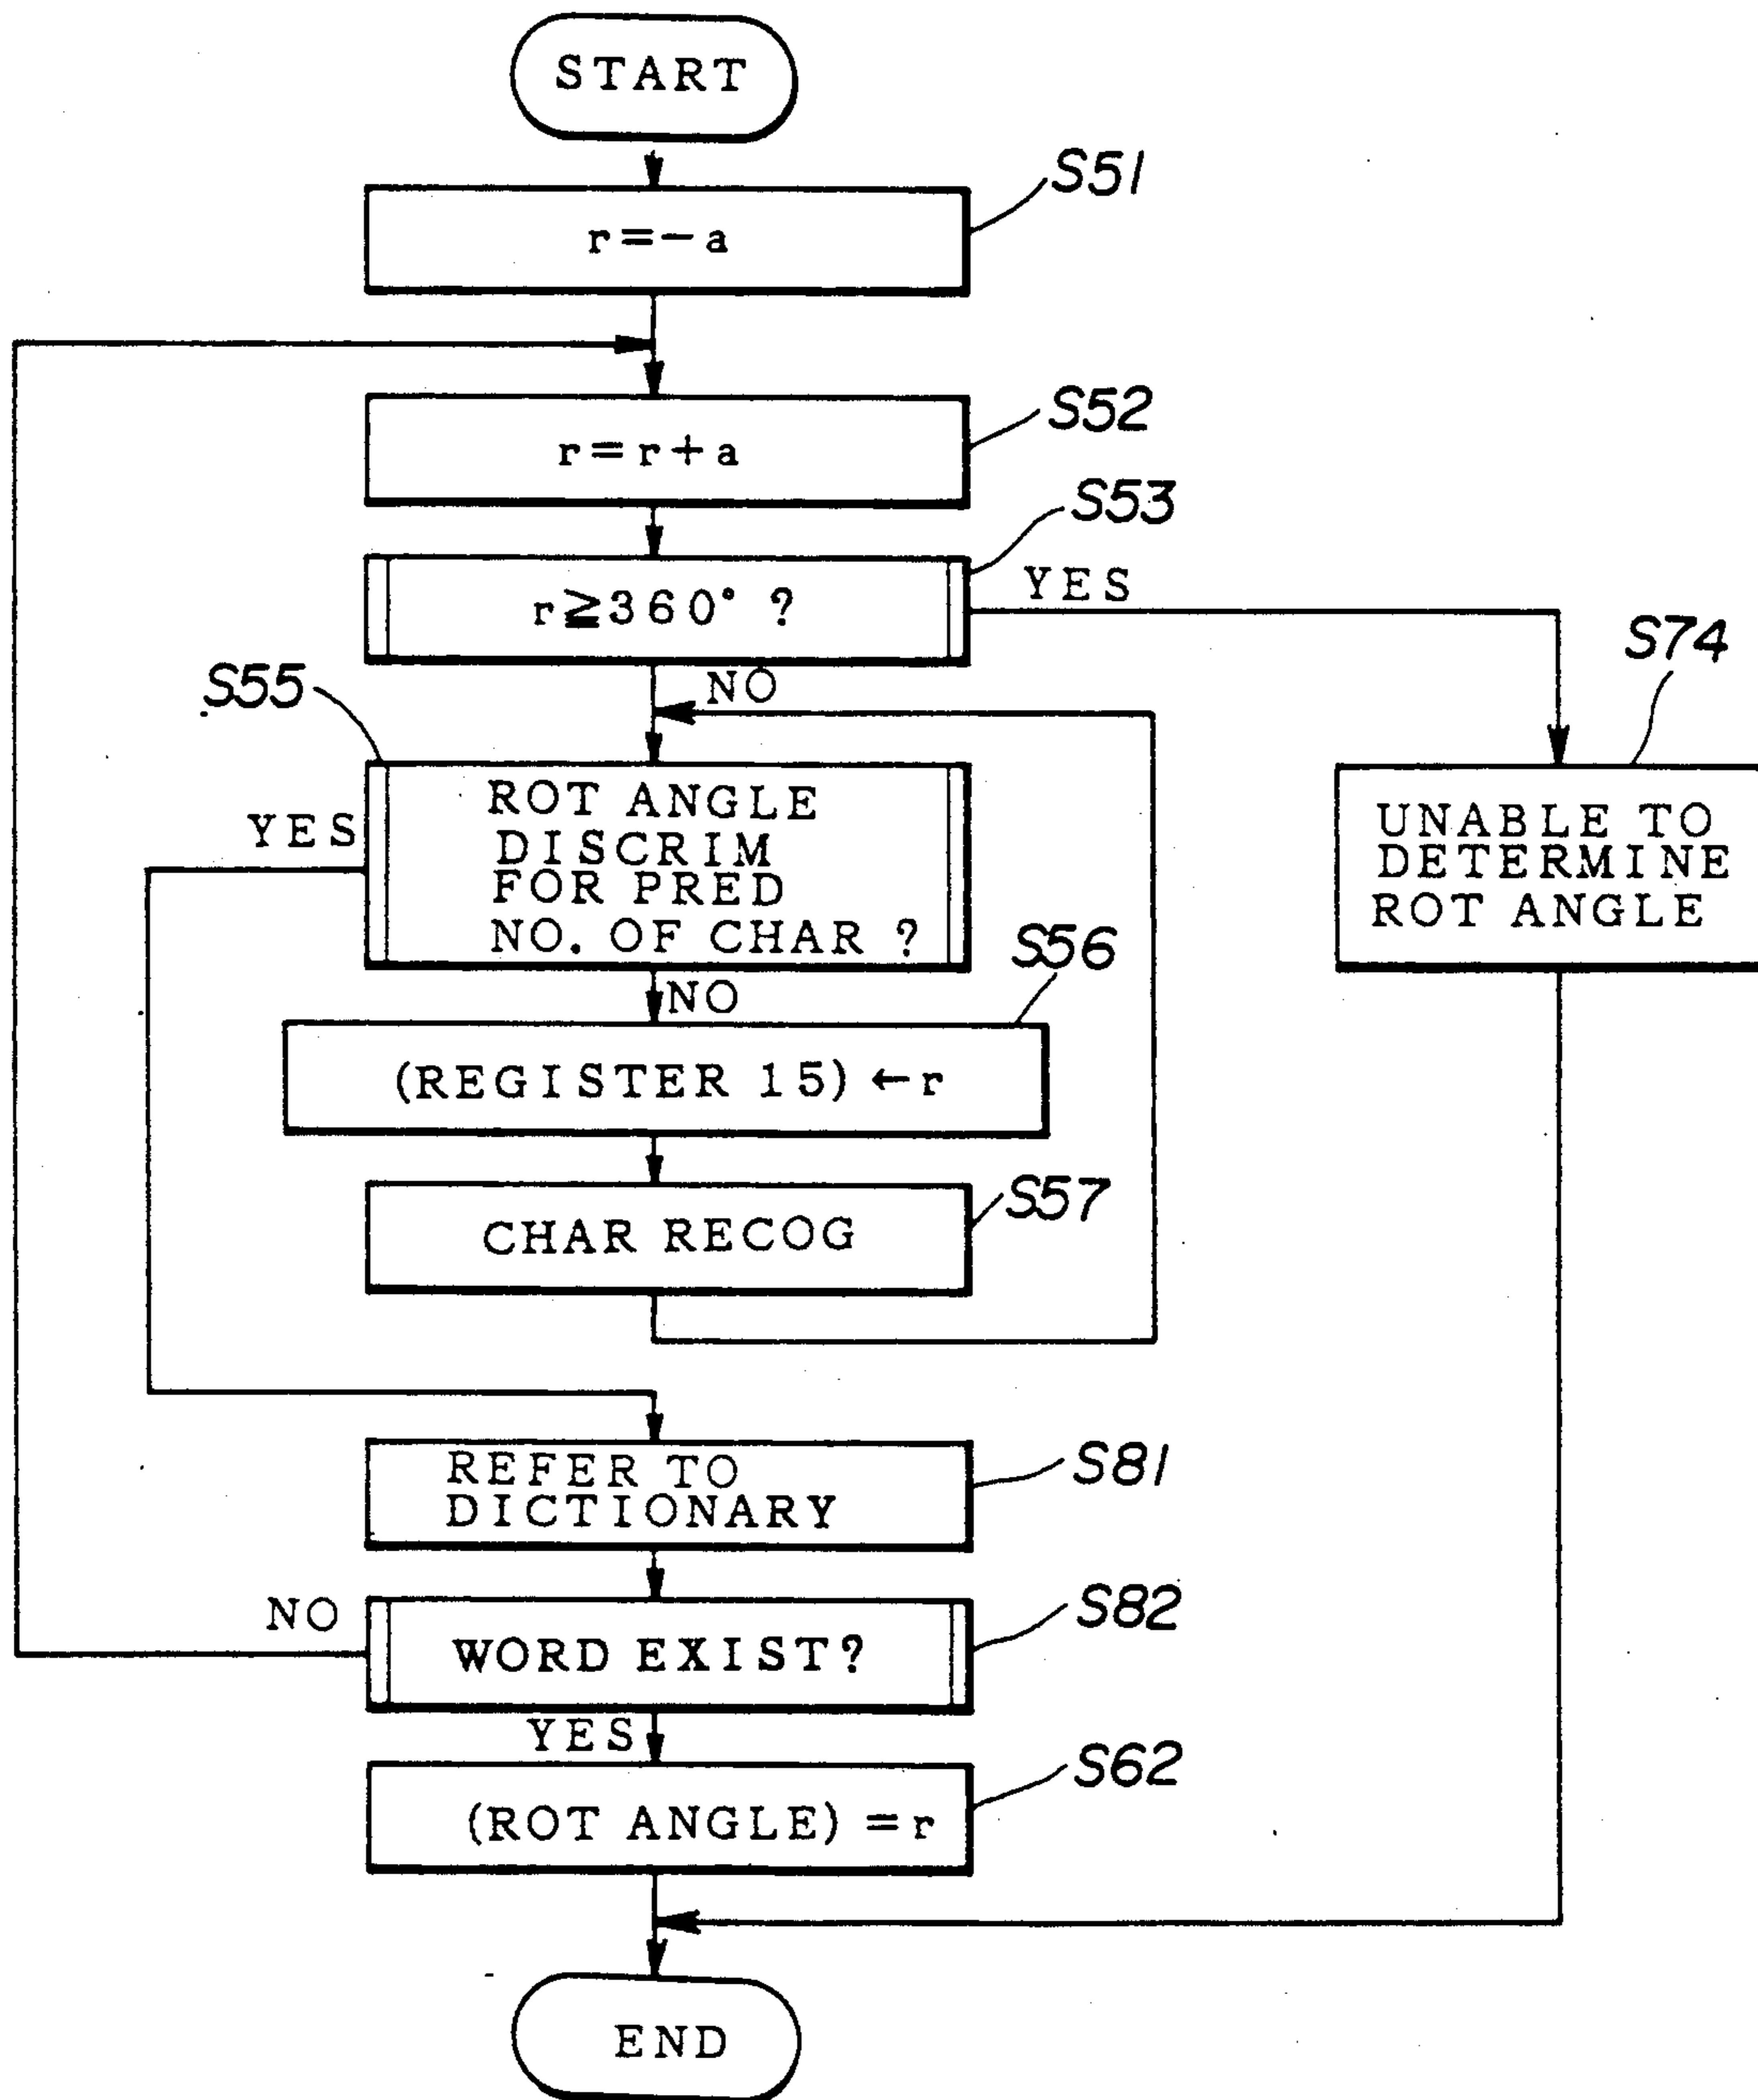 START
S51
r=-a
S52
r=r+a
S53
r≧360° ?
YES
NO
S74
S55
YES
ROT ANGLE
DISCRIM
FOR PRED
NO. OF CHAR ?
UNABLE TO
DETERMINE
ROT ANGLE
NO
S56
(REGISTER 15) ←r
S57
CHAR RECOG
S81
REFER TO
DICTIONARY
S82
NO
WORD EXIST?
YES
S62
(ROT ANGLE) =r
END